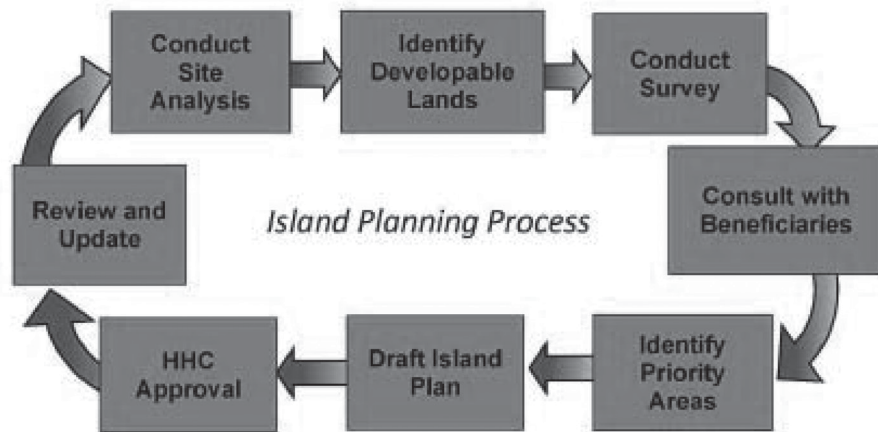 Conduct
Site
Analysis
Identify
Developable
Lands
Conduct
Survey
Consult with
Beneficiaries
Identify
Priority
Areas
Draft Island
Plan
HHC
Approval
Review and
Update
Island Planning Process